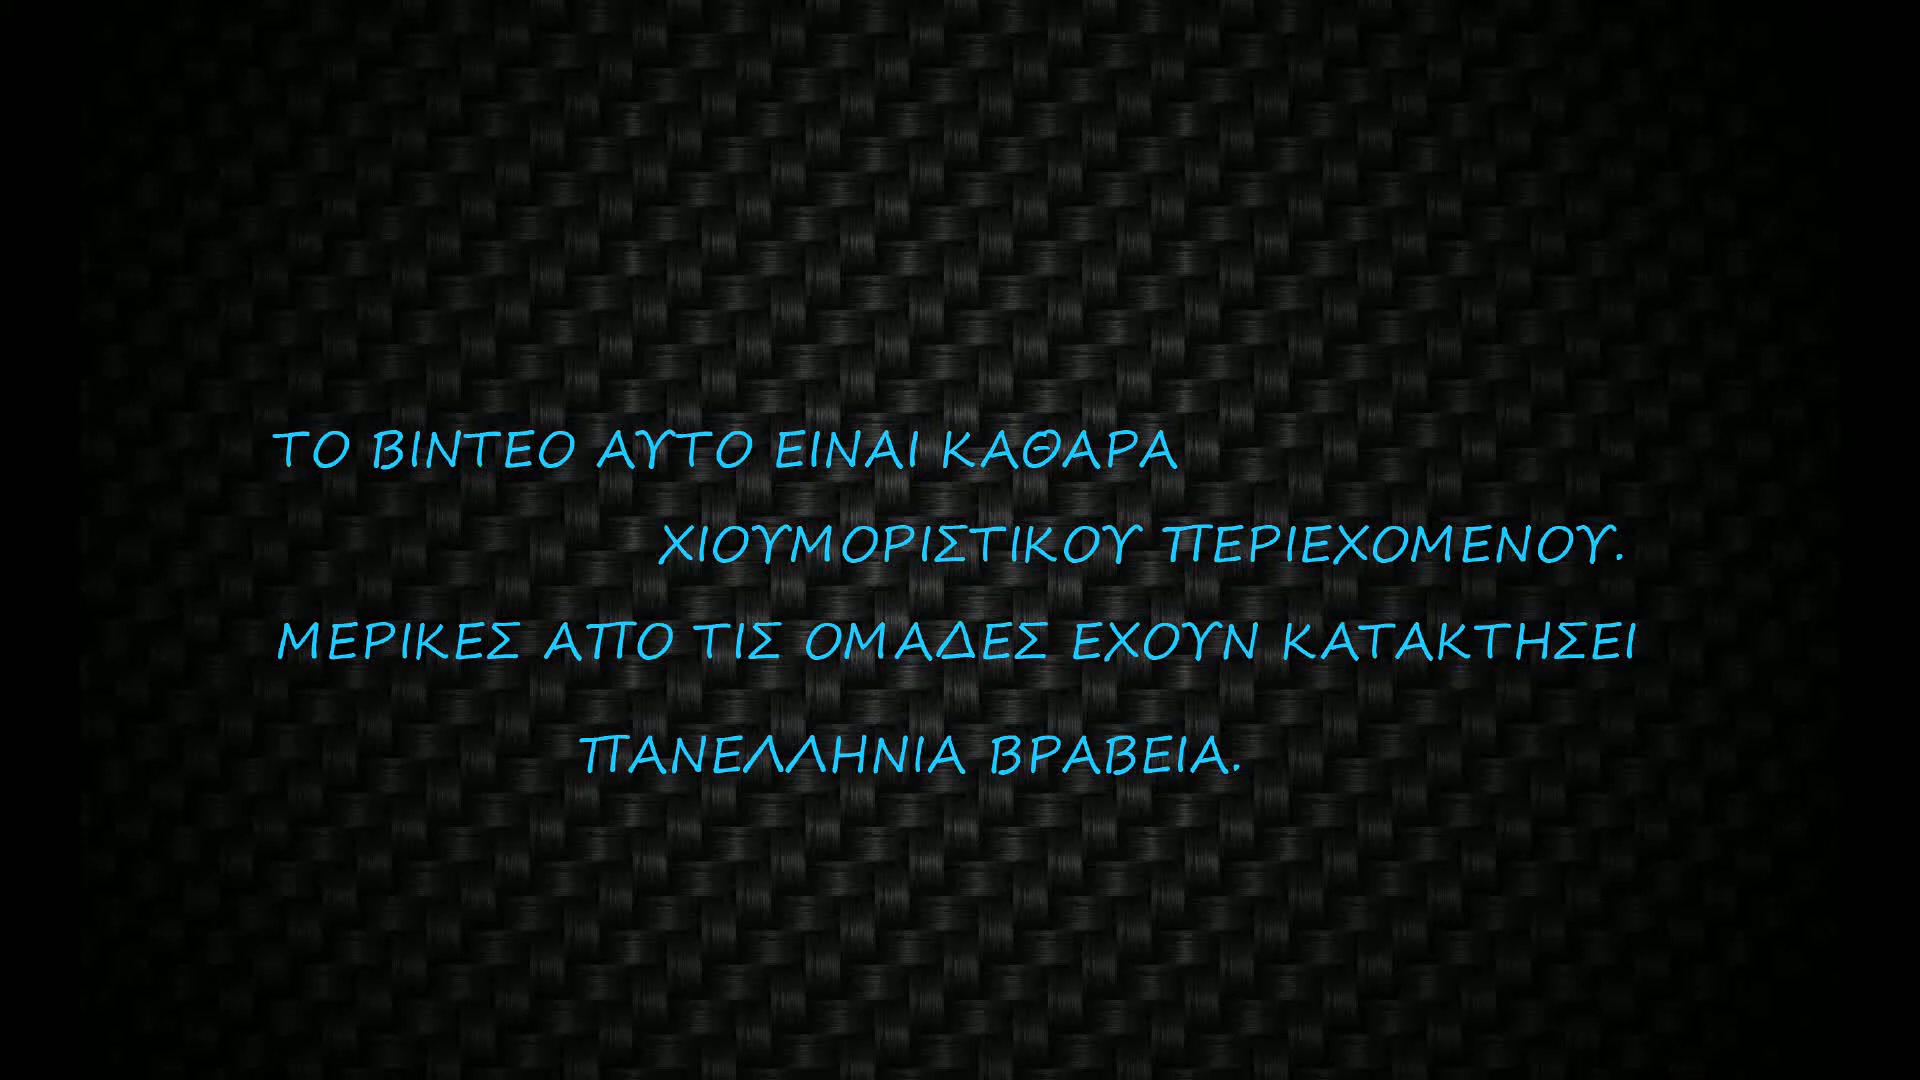 ΤΟ ΒΙΝΤΕΟ ΑΥΤΟ ΕΙΝΑΙ ΚΑΘΑΡΑ
ΧΙΟΥΜΟΡΙΣΤΙΚΟΥ ΠΕΡΙΕΧΟΜΕΝΟΥ.
ΜΕΡΙΚΕΣ ΑΠΟ ΤΙΣ ΟΜΑΔΕΣ ΕΧΟΥΝ ΚΑΤΑΚΤΗΣΕΙ
ΠΑΝΕΛΛΗΝΙΑ ΒΡΑΒΕΙΑ.